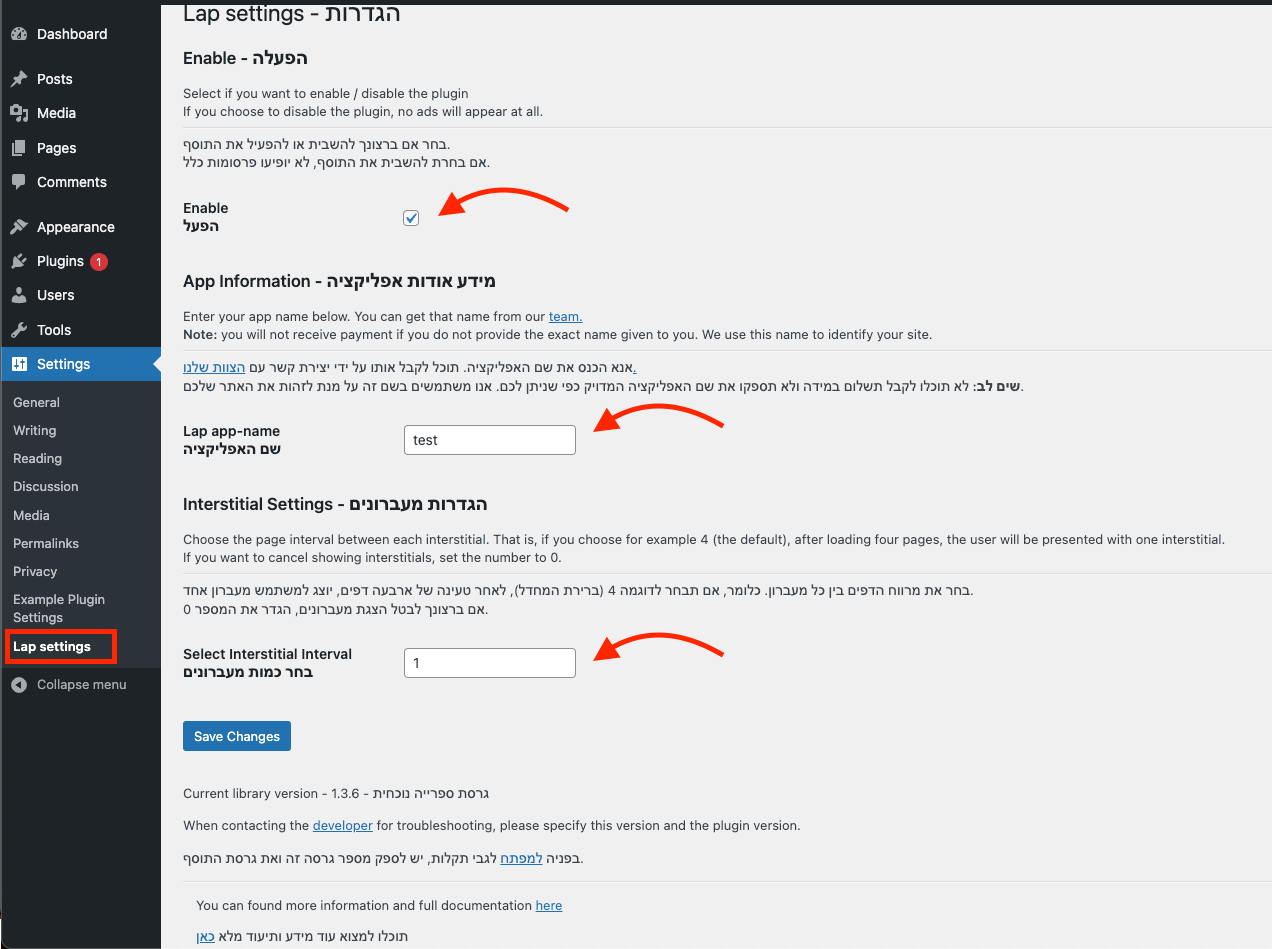 Dashboard
Posts
Media
Pages
Comments
Appearance
Plugins 1
Users
Tools
Settings
General
Writing
Reading
Discussion
Media
Permalinks
Privacy
Example Plugin
Settings
Lap settings
Collapse menu
Lap settings - הגדרות
Enable - הפעלה
Select if you want to enable / disable the plugin
If you choose to disable the plugin, no ads will appear at all.
בחר אם ברצונך להשבית או להפעיל את התוסף.
אם בחרת להשבית את התוסף, לא יופיעו פרסומות כלל.
Enable
הפעל
App Information - מידע אודות אפליקציה
Enter your app name below. You can get that name from our team.
Note: you will not receive payment if you do not provide the exact name given to you. We use this name to identify your site.
אנא הכנס את שם האפליקציה. תוכל לקבל אותו על ידי יצירת קשר עם הצוות שלנו.
שים לב: לא תוכלו לקבל תשלום במידה ולא תספקו את שם האפליקציה המדויק כפי שניתן לכם. אנו משתמשים בשם זה על מנת לזהות את האתר שלכם.
Lap app-name
שם האפליקציה
test
Interstitial Settings - הגדרות מעברונים
Choose the page interval between each interstitial. That is, if you choose for example 4 (the default), after loading four pages, the user will be presented with one interstitial.
If you want to cancel showing interstitials, set the number to 0.
בחר את מרווח הדפים בין כל מעברון. כלומר, אם תבחר לדוגמה 4 (ברירת המחדל), לאחר טעינה של ארבעה דפים, יוצג למשתמש מעברון אחד.
אם ברצונך לבטל הצגת מעברונים, הגדר את המספר 0.
Select Interstitial Interval
בחר כמות מעברונים
1
Save Changes
Current library version - 1.3.6 - גרסת ספרייה נוכחית
When contacting the developer for troubleshooting, please specify this version and the plugin version.
בפניה למפתח לגבי תקלות, יש לספק מספר גרסה זה ואת גרסת התוסף.
You can found more information and full documentation here
תוכלו למצוא עוד מידע ותיעוד מלא כאן